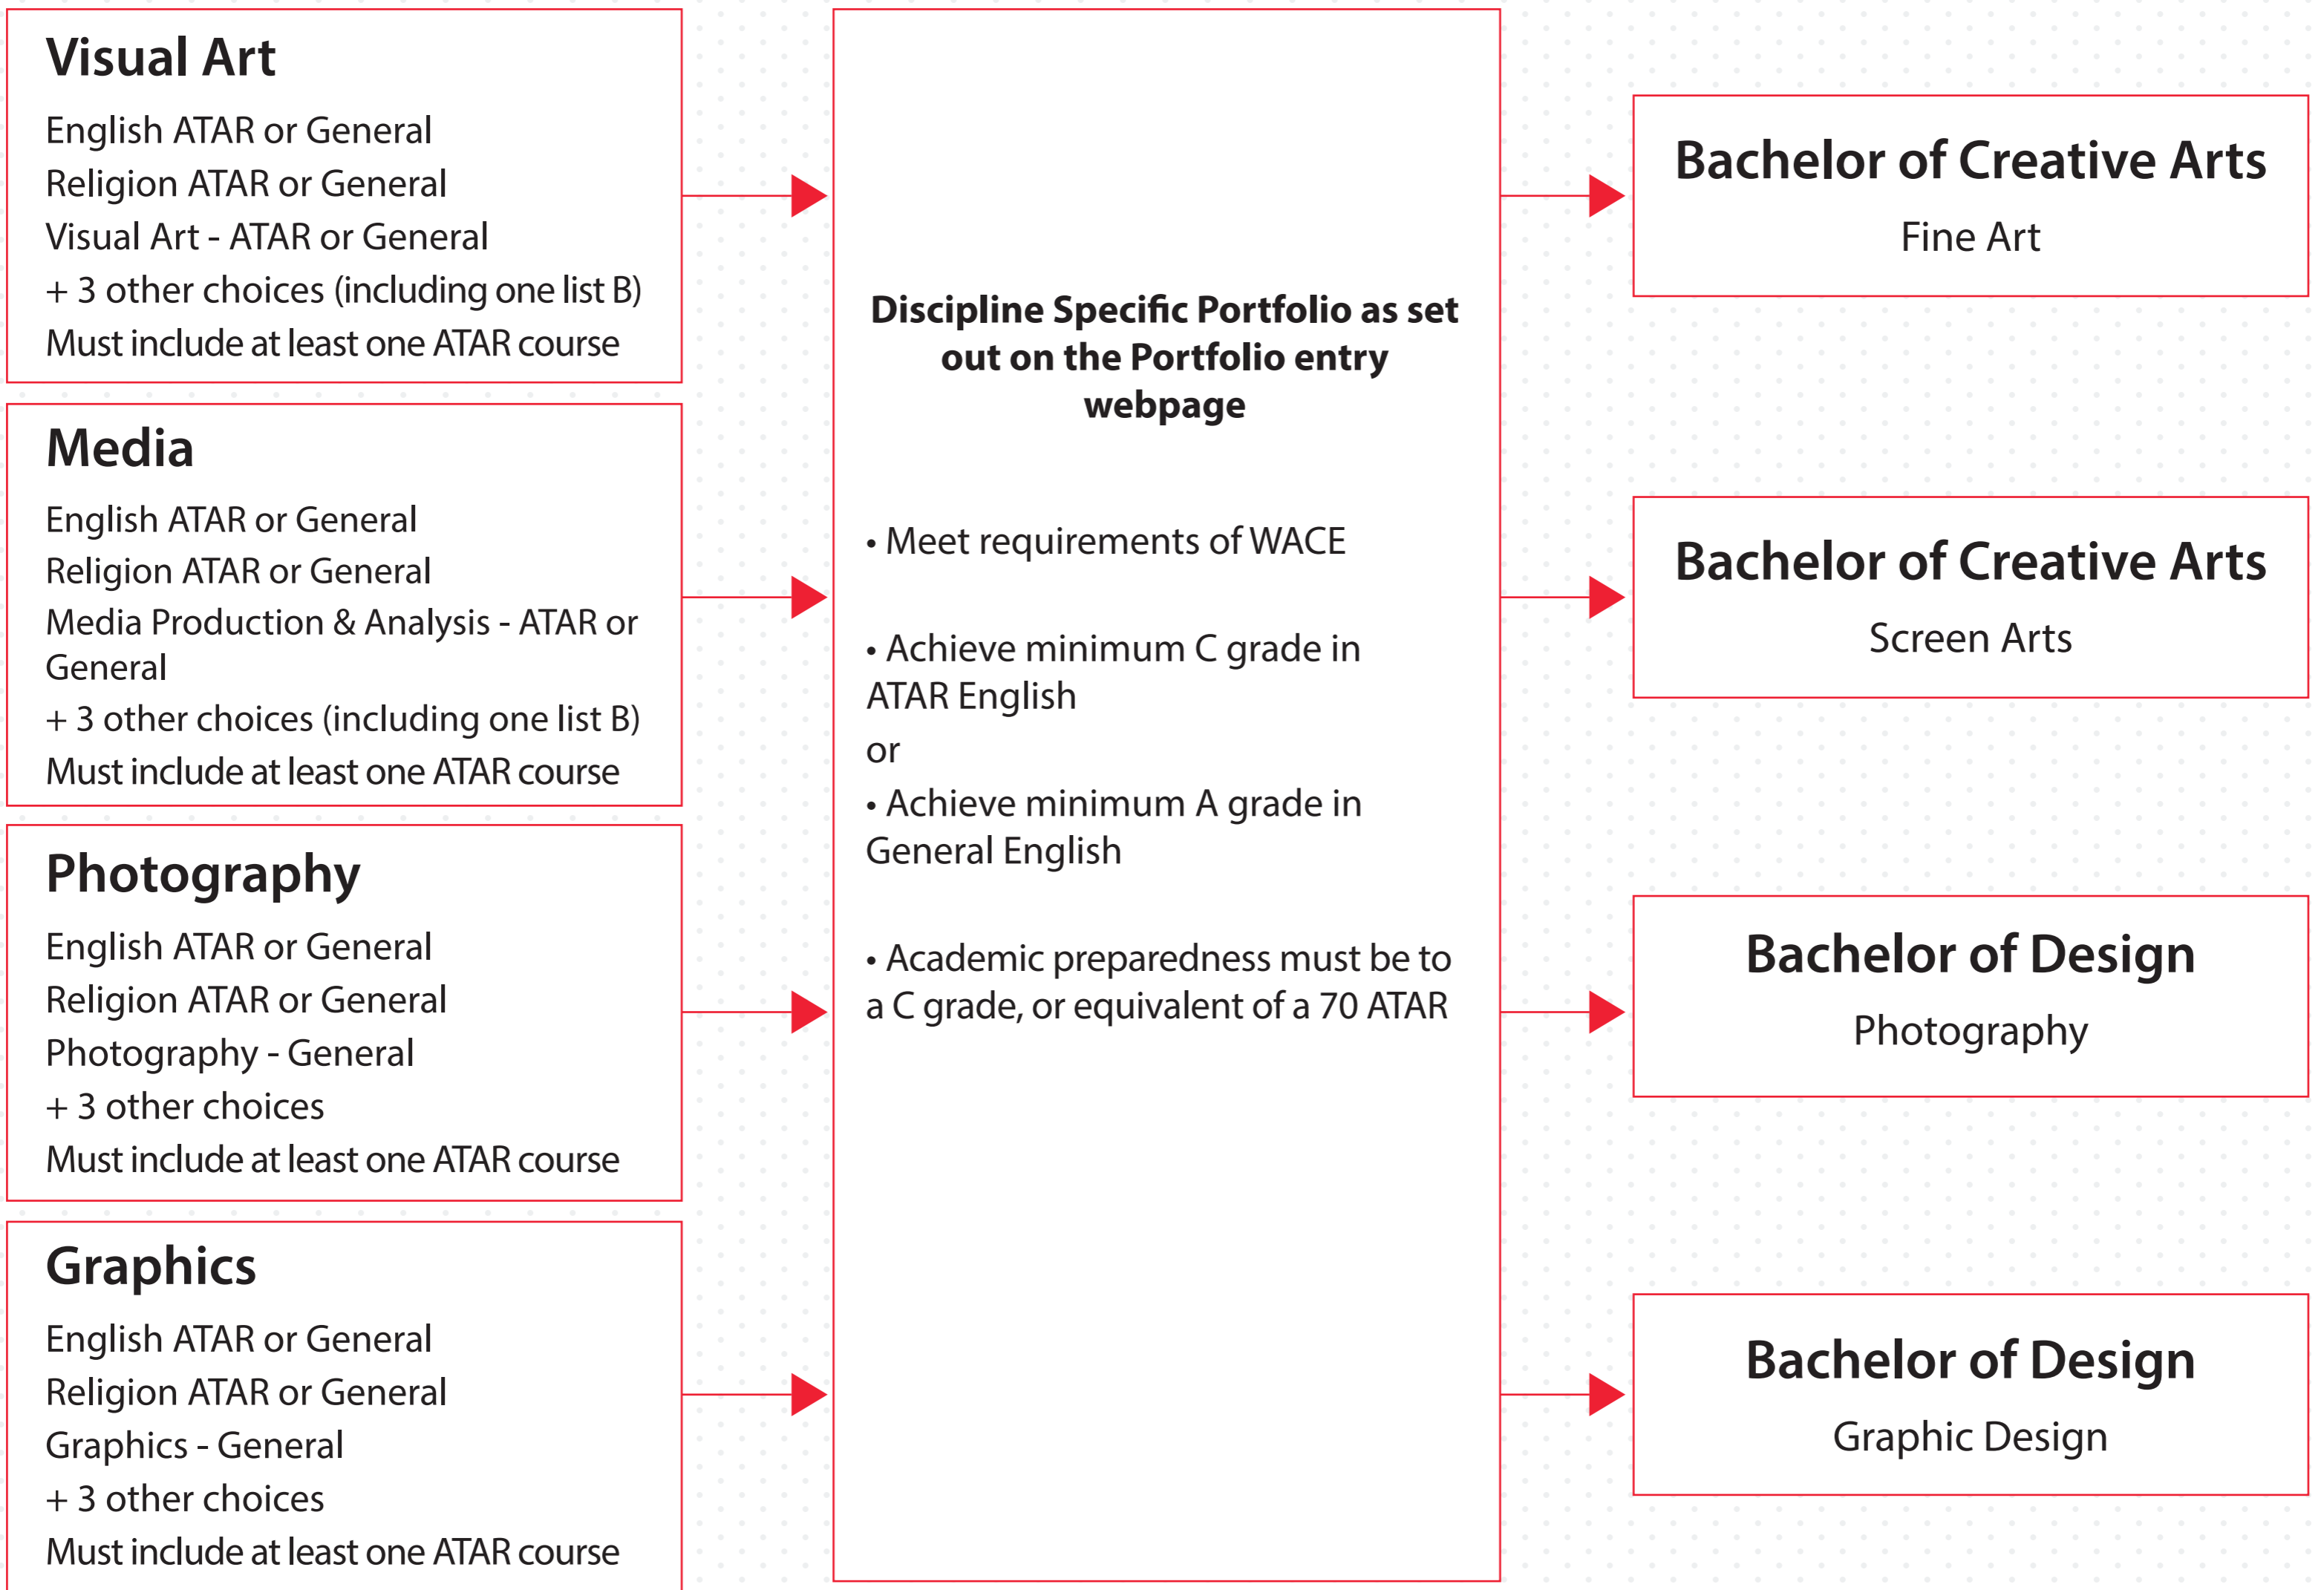 Visual Art
English ATAR or General
Religion ATAR or General
Visual Art - ATAR or General
+ 3 other choices (including one list B)
Must include at least one ATAR course
Media
English ATAR or General
Religion ATAR or General
Media Production & Analysis - ATAR or
General
+ 3 other choices (including one list B)
Must include at least one ATAR course
Photography
English ATAR or General
Religion ATAR or General
Photography - General
+ 3 other choices
Must include at least one ATAR course
Graphics
English ATAR or General
Religion ATAR or General
Graphics - General
+ 3 other choices
Must include at least one ATAR course
Discipline Specific Portfolio as set
out on the Portfolio entry
webpage
• Meet requirements of WACE
• Achieve minimum C grade in
ATAR English
or
• Achieve minimum A grade in
General English
• Academic preparedness must be to
a C grade, or equivalent of a 70 ATAR
Bachelor of Creative Arts
Fine Art
Bachelor of Creative Arts
Screen Arts
Bachelor of Design
Photography
Bachelor of Design
Graphic Design